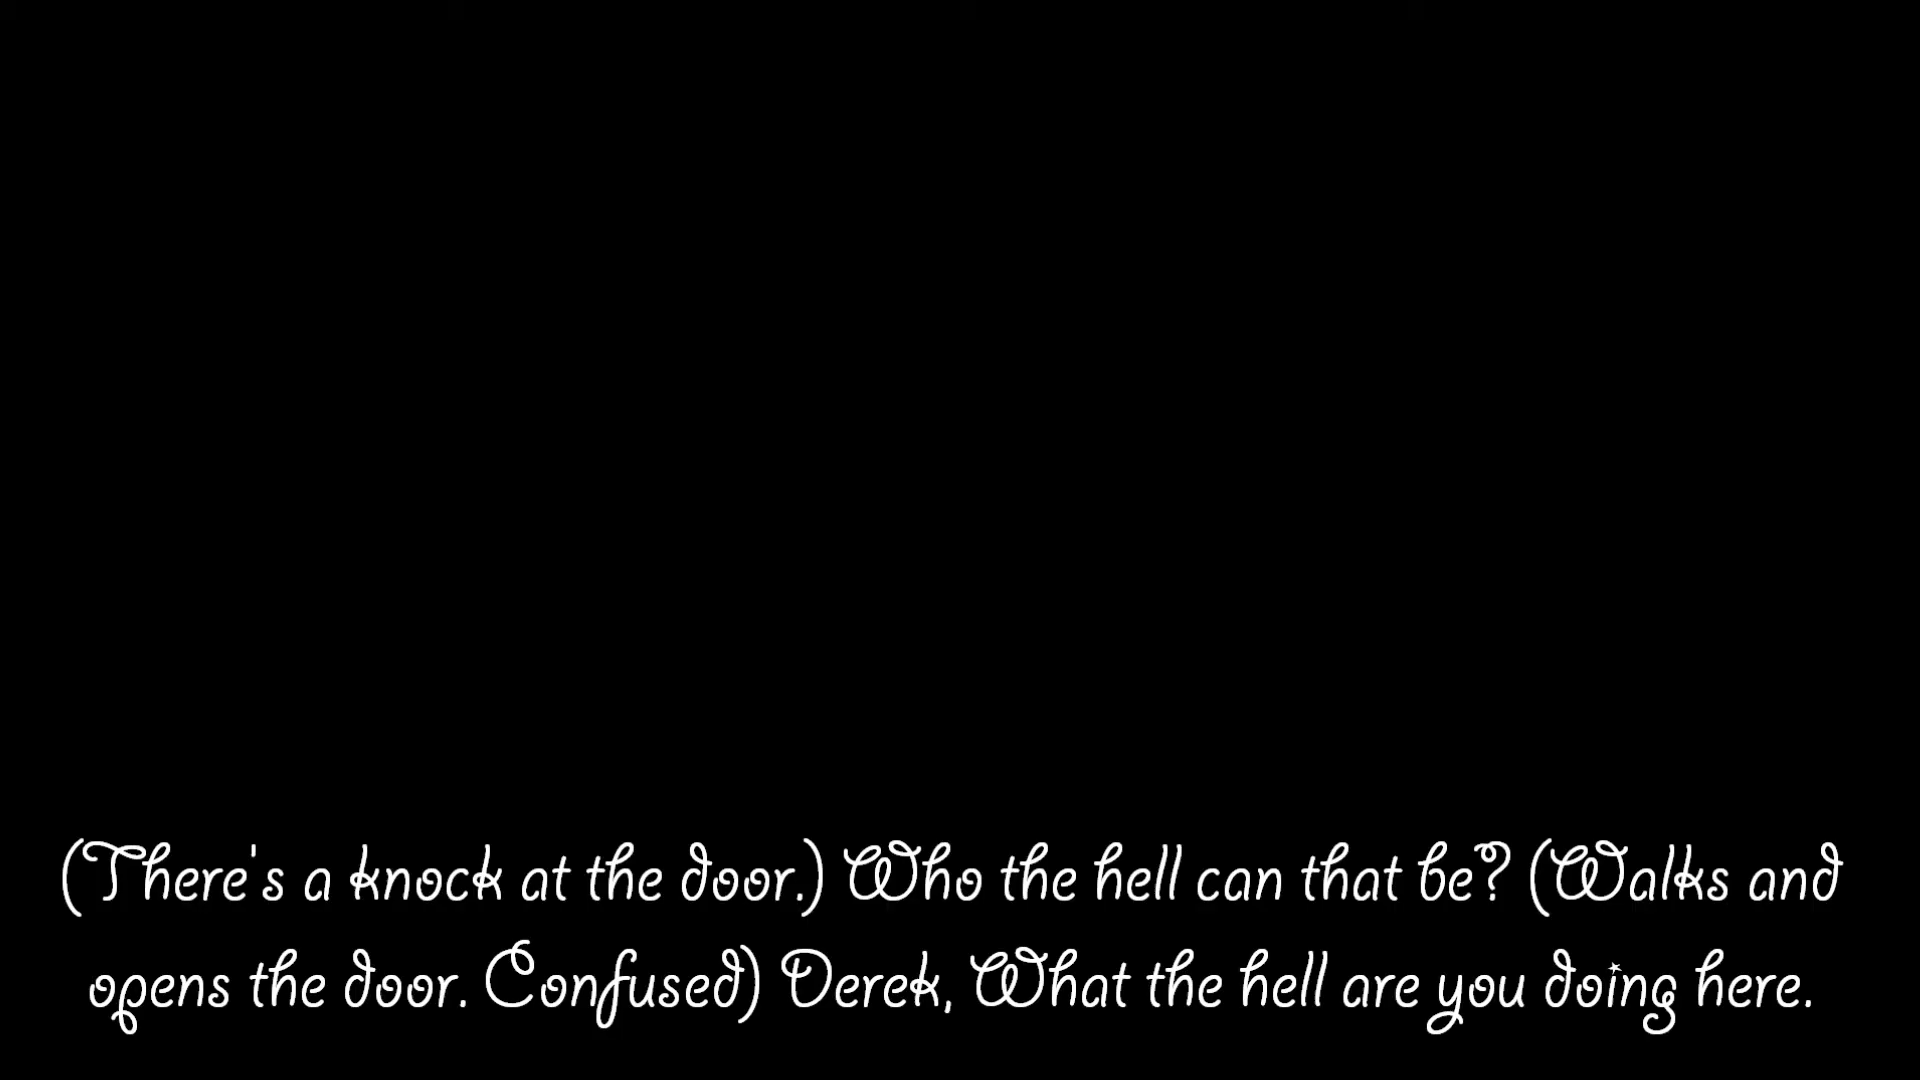 (There's a knock at the door.) Who the hell can that be? (Walks and
opens the door. Confused) Derek, What the hell are you doing here.